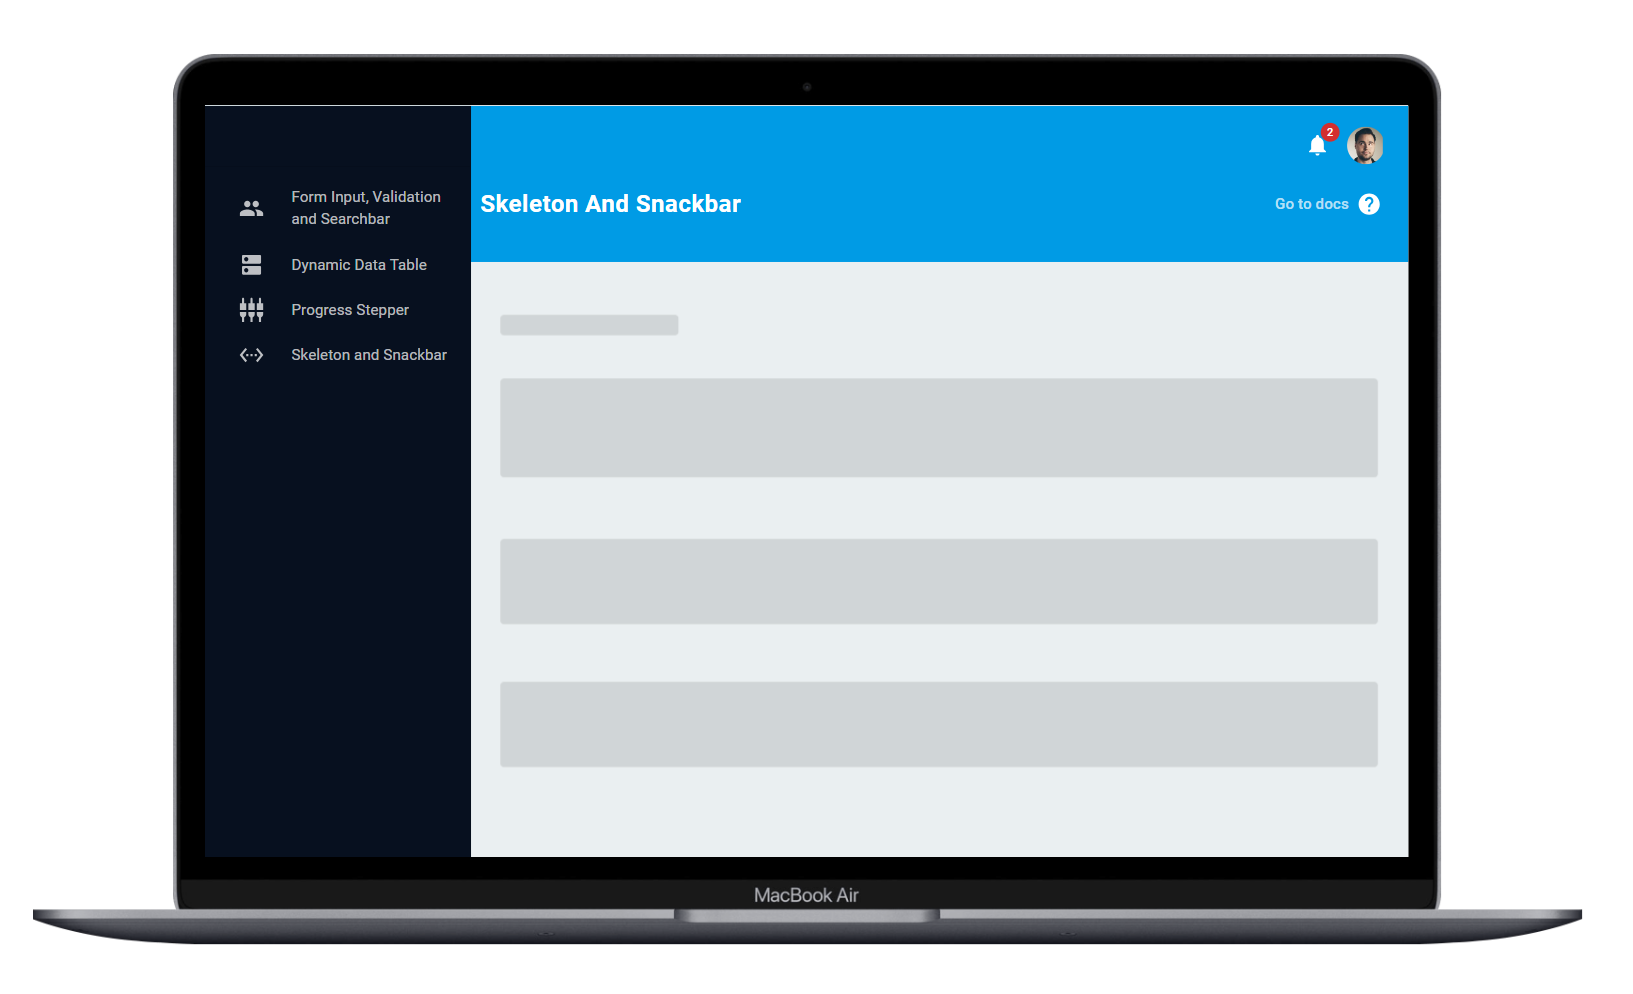 2
Form Input, Validation
and Searchbar
Dynamic Data Table
Progress Stepper
Skeleton and Snackbar
Skeleton And Snackbar
Go to docs ?
MacBook Air